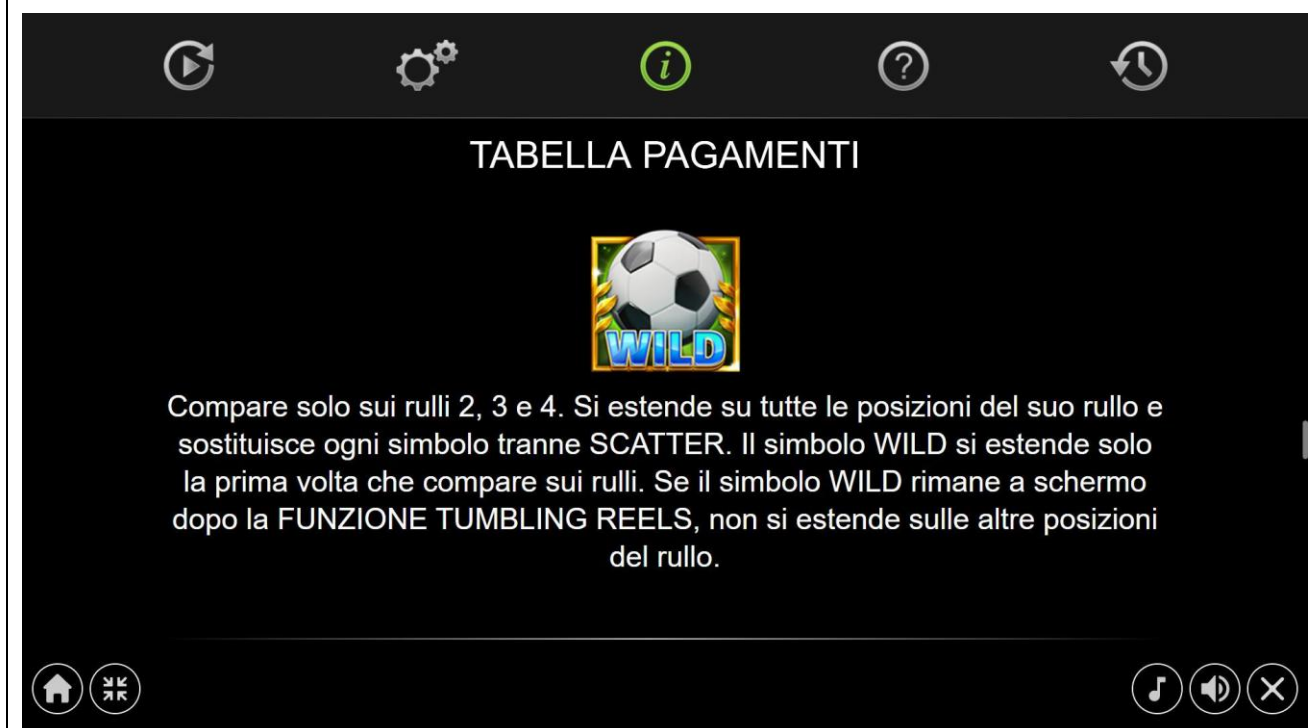 TABELLA PAGAMENTI
WILD
Compare solo sui rulli 2, 3 e 4. Si estende su tutte le posizioni del suo rullo e
sostituisce ogni simbolo tranne SCATTER. Il simbolo WILD si estende solo
la prima volta che compare sui rulli. Se il simbolo WILD rimane a schermo
dopo la FUNZIONE TUMBLING REELS, non si estende sulle altre posizioni
del rullo.